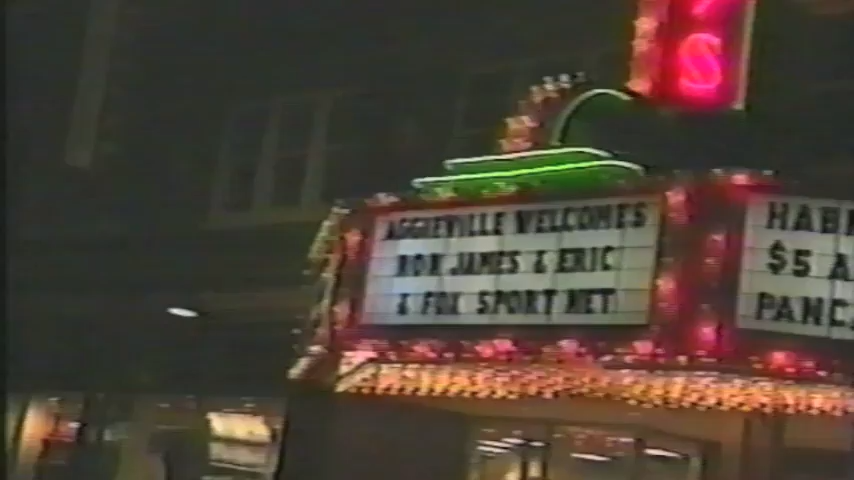 S
AGGIEVILLE WELCOMES
RON JAMES & ERIC
& FOX SPORT NET
HAB
$5 A
PANC